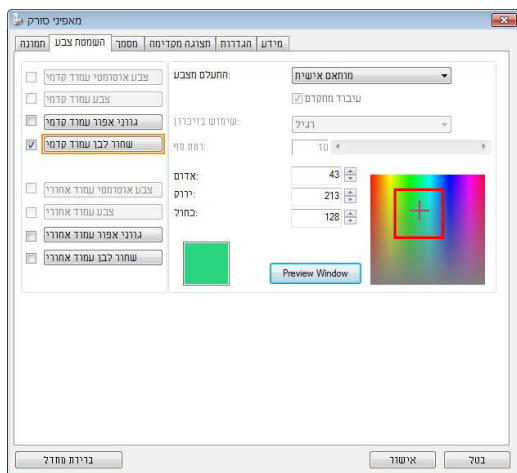 מאפיני סורק
תמונה השמטת צבע מסמך תצוגה מקדימה הגדרות מידע
צבע אוטומטי עמוד קדמי
צבע עמוד קדמי
גווני אפור עמוד קדמי
שחור לבן עמוד קדמי
צבע אוטומטי עמוד אחורי
צבע עמוד אחורי
גווני אפור עמוד אחורי
שחור לבן עמוד אחורי
התעלם מצבע: מותאם אישית
עיבוד מתקדם
שימוש בזיכרון: רגיל
רמת סף: 10
אדום: 43
ירוק: 213
כחול: 128
Preview Window
ברירת מחדל אישור בטל